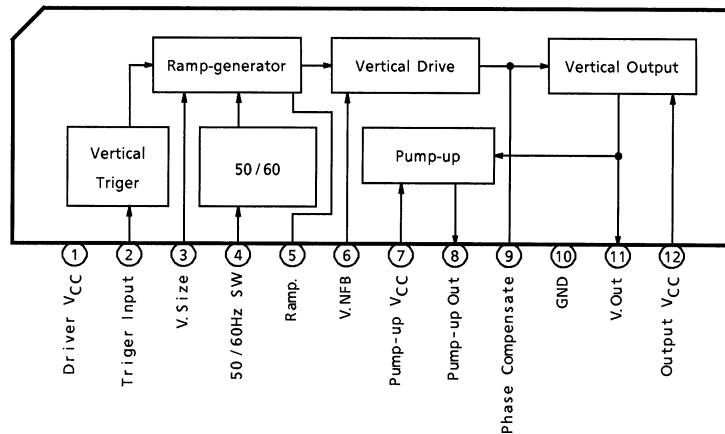 Ramp-generator
Vertical Drive
Vertical Output
Vertical
Triger
50/60
Pump-up
1
2
3
4
5
6
7
8
9
10
11
12
Driver VCC
Triger Input
V.Size
50/60Hz SW
Ramp.
V.NFB
Pump-up VCC
Pump-up Out
Phase Compensate
GND
V.Out
Output VCC